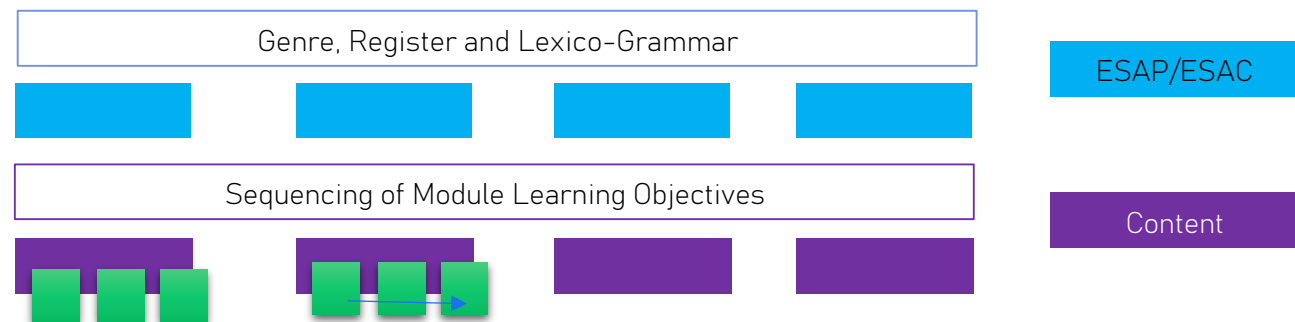 Genre, Register and Lexico-Grammar
ESAP/ESAC
Sequencing of Module Learning Objectives
Content